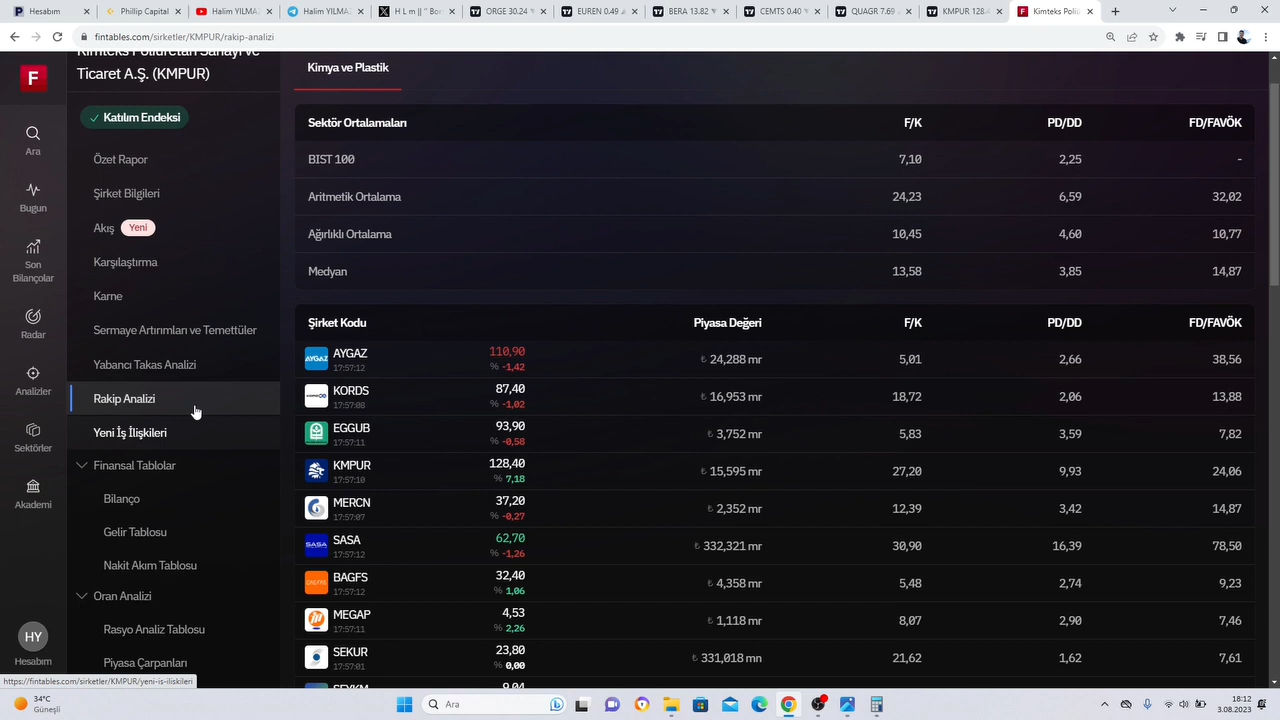 Phillip Capital
Halim YILMAZ
Halim YILMAZ
H L m || " Bors
ORGE 30.24
EUREN 0.49
BERA 13.82
CEMTS 0.40
QUAGR 7.69
KMPUR 128.4
Kimteks Poliü
fintables.com/sirketler/KMPUR/rakip-analizi
Kimteks Poliüretan Sanayi ve
Ticaret A.Ş. (KMPUR)
Katılım Endeksi
Özet Rapor
Şirket Bilgileri
Akış Yeni
Karşılaştırma
Karne
Sermaye Artırımları ve Temettüler
Yabancı Takas Analizi
Rakip Analizi
Yeni İş İlişkileri
Finansal Tablolar
Bilanço
Gelir Tablosu
Nakit Akım Tablosu
Oran Analizi
Rasyo Analiz Tablosu
Piyasa Çarpanları
F
Ara
Bugun
Son
Bilançolar
Radar
Analizler
Sektörler
Akademi
HY
Hesabım
Kimya ve Plastik
Sektör Ortalamaları F/K PD/DD FD/FAVÖK
BIST 100 7,10 2,25 -
Aritmetik Ortalama 24,23 6,59 32,02
Ağırlıklı Ortalama 10,45 4,60 10,77
Medyan 13,58 3,85 14,87
Şirket Kodu Piyasa Değeri F/K PD/DD FD/FAVÖK
AYGAZ 110,90 ₺ 24,288 mr 5,01 2,66 38,56
17:57:12 % -1,42
KORDS 87,40 ₺ 16,953 mr 18,72 2,06 13,88
17:57:08 % -1,02
EGGUB 93,90 ₺ 3,752 mr 5,83 3,59 7,82
17:57:11 % -0,58
KMPUR 128,40 ₺ 15,595 mr 27,20 9,93 24,06
17:57:10 % 7,18
MERCN 37,20 ₺ 2,352 mr 12,39 3,42 14,87
17:57:07 % -0,27
SASA 62,70 ₺ 332,321 mr 30,90 16,39 78,50
17:57:12 % -1,26
BAGFS 32,40 ₺ 4,358 mr 5,48 2,74 9,23
17:57:12 % 1,06
MEGAP 4,53 ₺ 1,118 mr 8,07 2,90 7,46
17:57:11 % 2,26
SEKUR 23,80 ₺ 331,018 mr 21,62 1,62 7,61
17:57:01 % 0,00
SEYKM 9,04
https://fintables.com/sirketler/KMPUR/yeni-is-iliskileri
34°C
Güneşli
Ara
18:12
3.08.2023